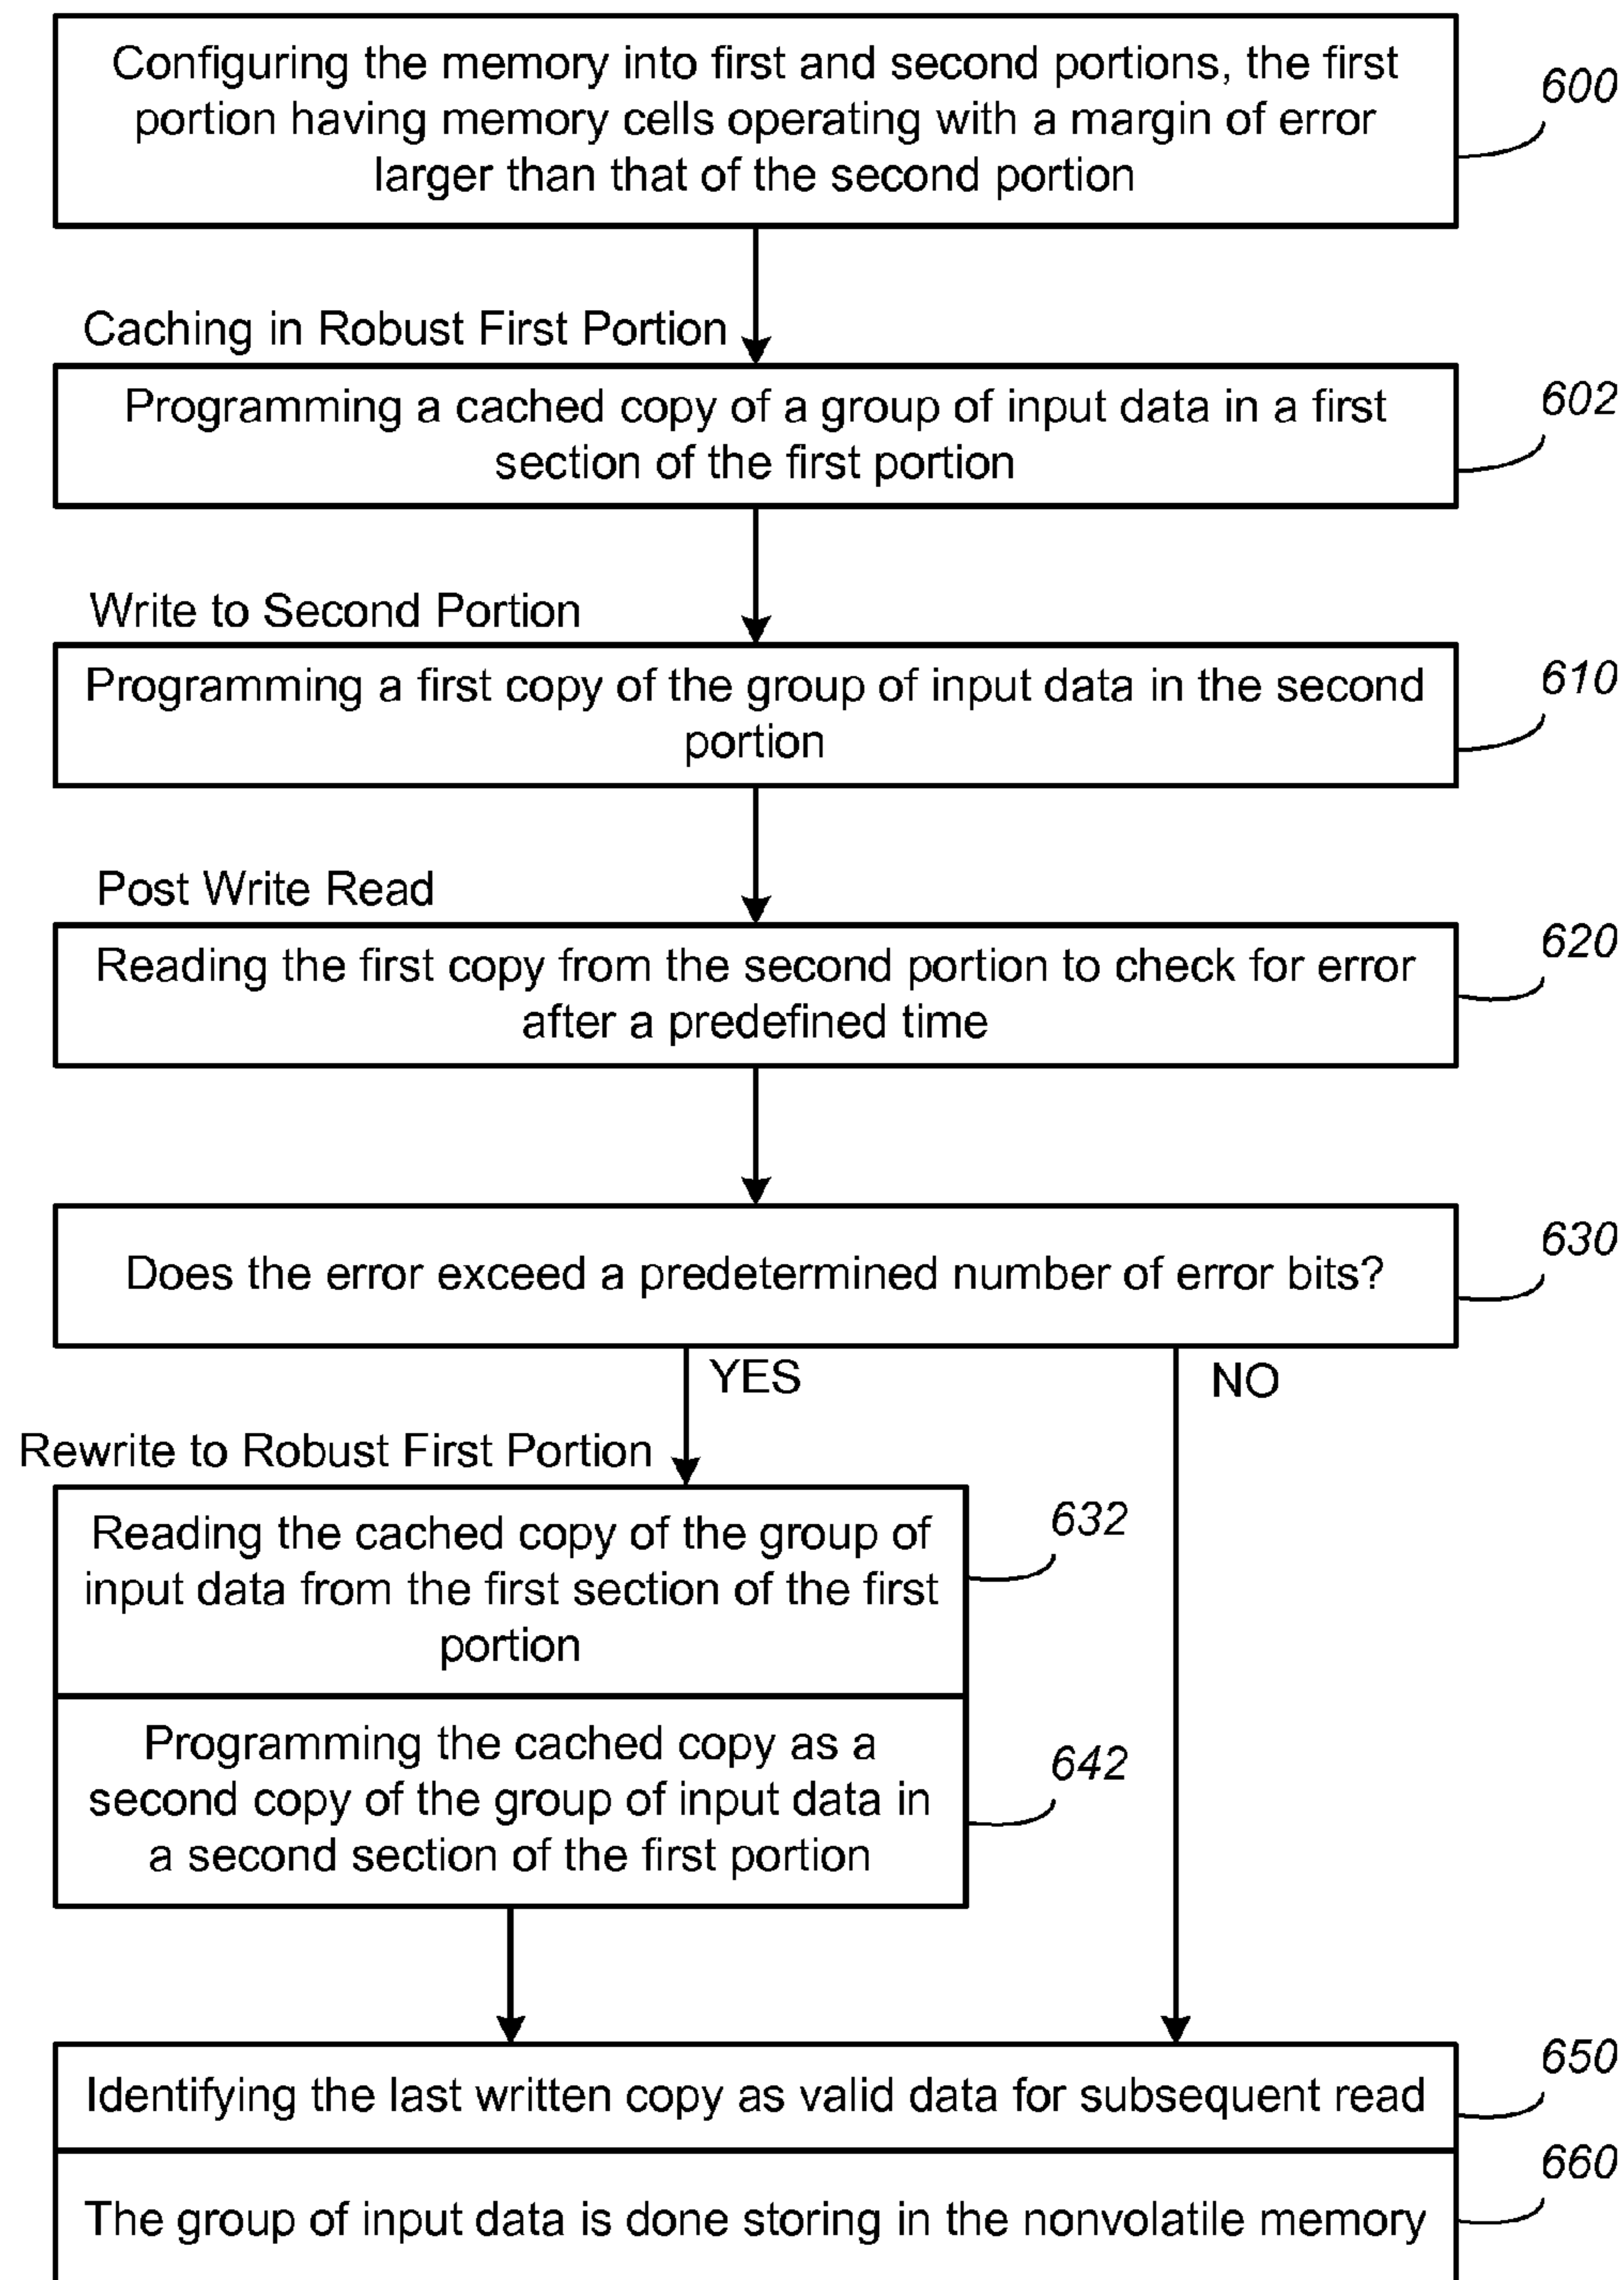 Configuring the memory into first and second portions, the first
portion having memory cells operating with a margin of error
larger than that of the second portion
600
Caching in Robust First Portion
Programming a cached copy of a group of input data in a first
section of the first portion
602
Write to Second Portion
Programming a first copy of the group of input data in the second
portion
610
Post Write Read
Reading the first copy from the second portion to check for error
after a predefined time
620
Does the error exceed a predetermined number of error bits?
630
YES
NO
Rewrite to Robust First Portion
Reading the cached copy of the group of
input data from the first section of the first
portion
632
Programming the cached copy as a
second copy of the group of input data in
a second section of the first portion
642
Identifying the last written copy as valid data for subsequent read
650
The group of input data is done storing in the nonvolatile memory
660